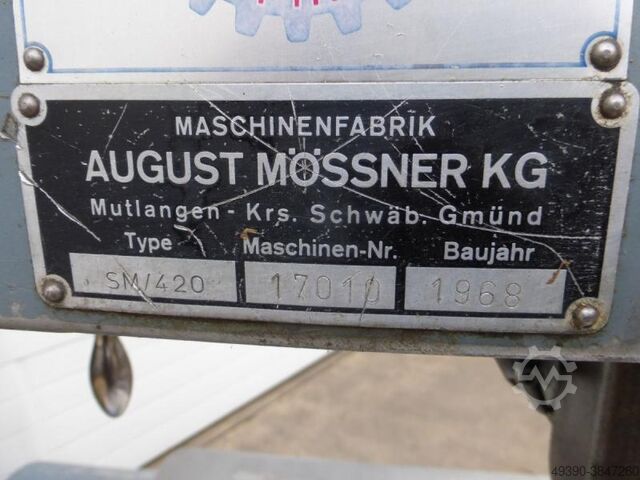 MASCHINENFABRIK
AUGUST MÖSSNER KG
Mutlangen - Krs. Schwäb. Gmünd
Type Maschinen-Nr. Baujahr
SM/420 17010 1968
49390-3847260